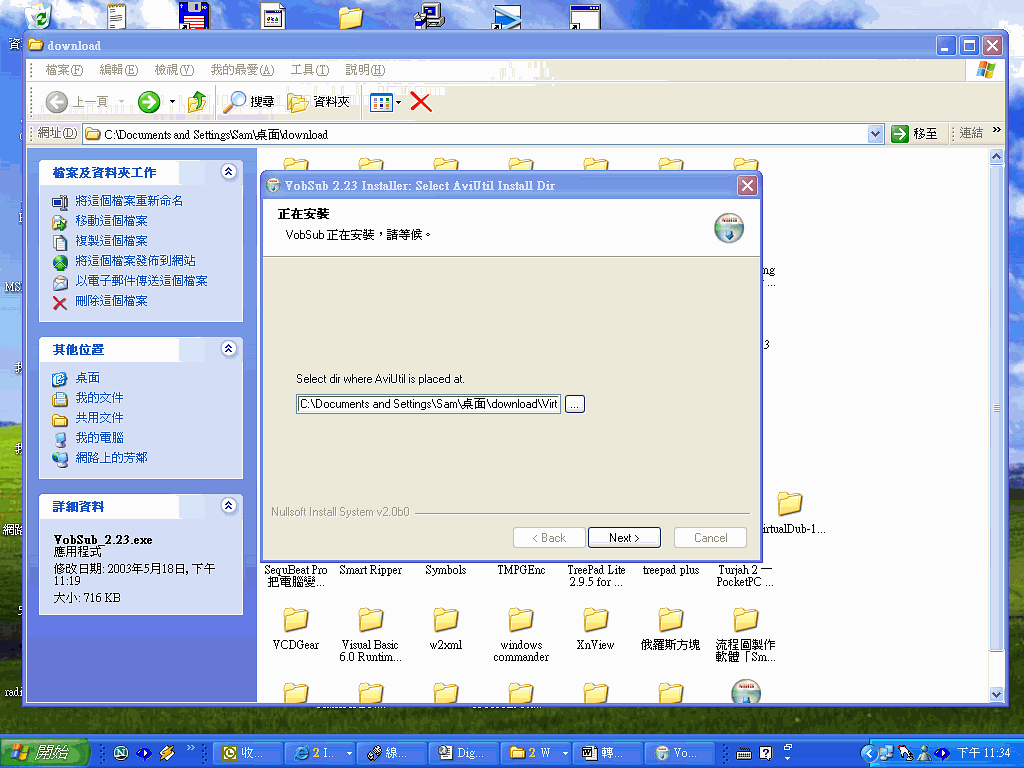 download
檔案(F) 編輯(E) 檢視(V) 我的最愛(A) 工具(T) 說明(H)
上一頁 搜尋 資料夾
網址(D) C:\Documents and Settings\Sam\桌面\download 移至 連結 »
檔案及資料夾工作
將這個檔案重新命名
移動這個檔案
複製這個檔案
將這個檔案發佈到網站
以電子郵件傳送這個檔案
刪除這個檔案
其他位置
桌面
我的文件
共用文件
我的電腦
網路上的芳鄰
詳細資料
VobSub_2.23.exe
應用程式
修改日期: 2003年5月18日, 下午
11:19
大小: 716 KB
VobSub 2.23 Installer: Select AviUtil Install Dir
正在安裝
VobSub 正在安裝，請等候。
Select dir where AviUtil is placed at.
C:\Documents and Settings\Sam\桌面\download\Virt ...
Nullsoft Install System v2.0b0
< Back Next > Cancel
ng
...
3
irtualDub-1...
SequBeat Pro Smart Ripper Symbols TMPGEnc TreePad Lite treepad plus Turjah 2 一
把電腦變... 2.9.5 for ... PocketPC ...
VCDGear Visual Basic w2xml windows XnView 俄羅斯方塊 流程圖製作
6.0 Runtim... commander 軟體「Sm...
資
MS
我
我
網路
5
radi
開始 » 收... 2 I... 線... Dig... 2 W 轉... Vo... 下午 11:34